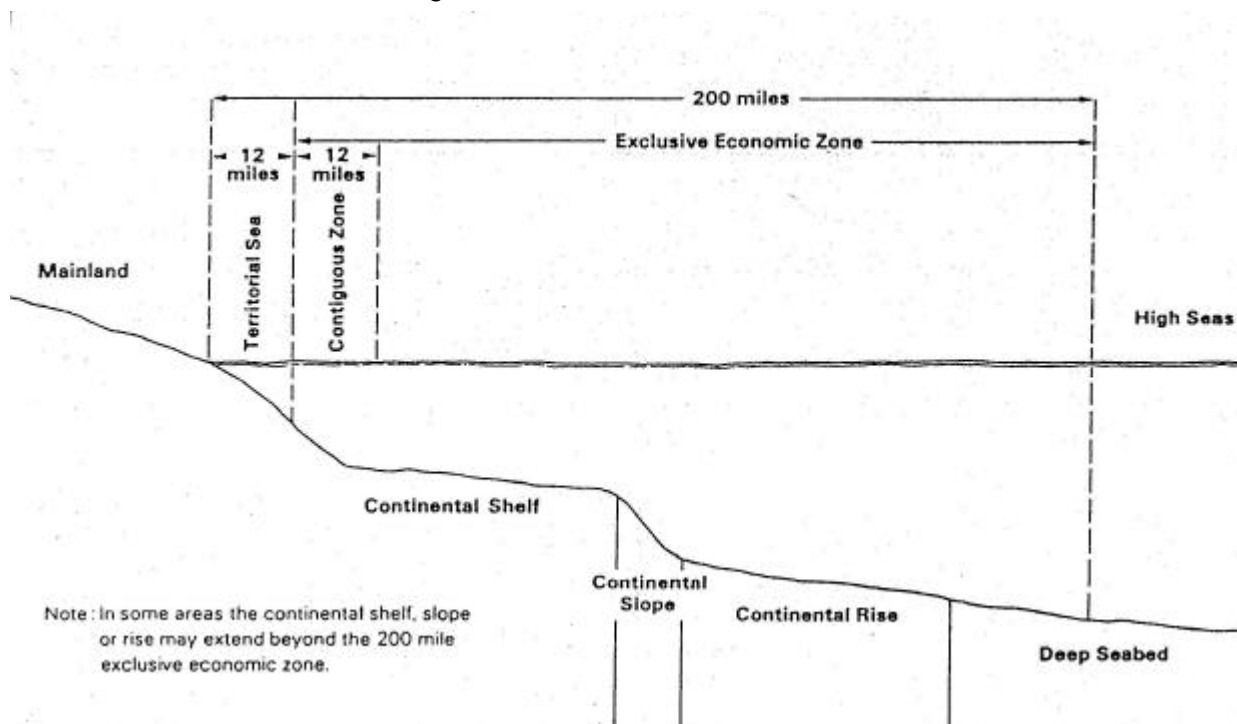 200 miles
Exclusive Economic Zone
12
miles
12
miles
Territorial Sea
Contiguous Zone
Mainland
High Seas
Continental Shelf
Continental
Slope
Continental Rise
Deep Seabed
Note: In some areas the continental shelf, slope
or rise may extend beyond the 200 mile
exclusive economic zone.